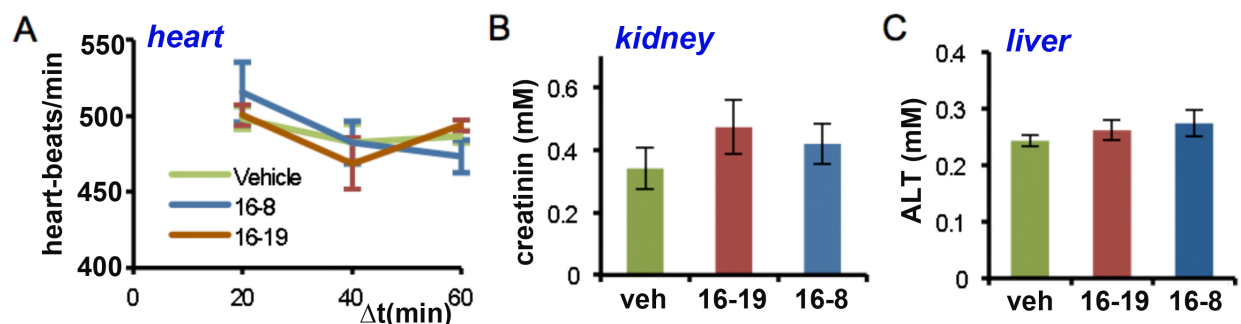 A
heart
heart-beats/min
550
500
450
400
Vehicle
16-8
16-19
0
20
40
60
Δt(min)
B
kidney
creatinin (mM)
0.6
0.4
0.2
0
veh
16-19
16-8
C
liver
ALT (mM)
0.4
0.3
0.2
0.1
0
veh
16-19
16-8